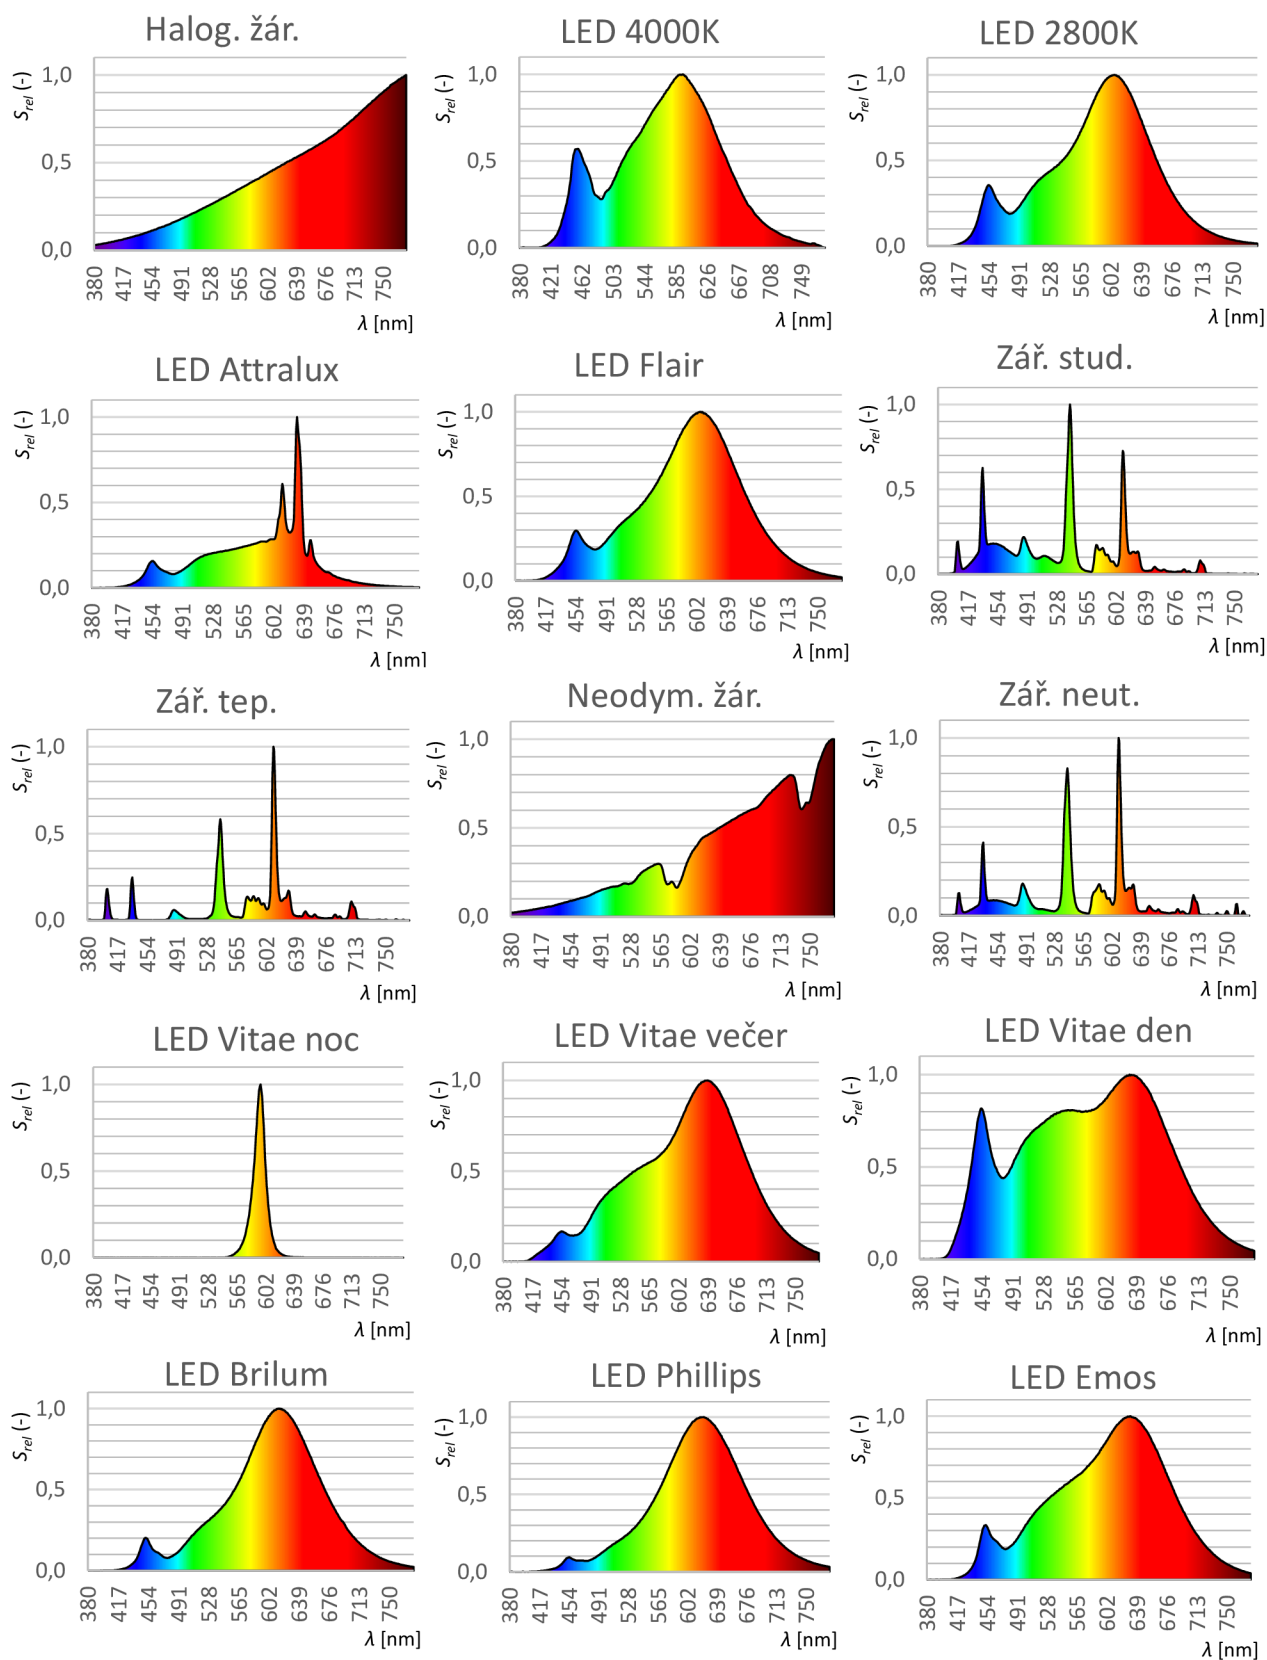 Halog. žár.
LED 4000K
LED 2800K
S_rel (-)
1,0
0,5
0,0
380 417 454 491 528 565 602 639 676 713 750
λ [nm]
S_rel (-)
1,0
0,5
0,0
380 421 462 503 544 585 626 667 708 749
λ [nm]
S_rel (-)
1,0
0,5
0,0
380 417 454 491 528 565 602 639 676 713 750
λ [nm]
LED Attralux
LED Flair
Zář. stud.
S_rel (-)
1,0
0,5
0,0
380 417 454 491 528 565 602 639 676 713 750
λ [nm]
S_rel (-)
1,0
0,5
0,0
380 417 454 491 528 565 602 639 676 713 750
λ [nm]
S_rel (-)
1,0
0,5
0,0
380 417 454 491 528 565 602 639 676 713 750
λ [nm]
Zář. tep.
Neodym. žár.
Zář. neut.
S_rel (-)
1,0
0,5
0,0
380 417 454 491 528 565 602 639 676 713 750
λ [nm]
S_rel (-)
1,0
0,5
0,0
380 417 454 491 528 565 602 639 676 713 750
λ [nm]
S_rel (-)
1,0
0,5
0,0
380 417 454 491 528 565 602 639 676 713 750
λ [nm]
LED Vitae noc
LED Vitae večer
LED Vitae den
S_rel (-)
1,0
0,5
0,0
380 417 454 491 528 565 602 639 676 713 750
λ [nm]
S_rel (-)
1,0
0,5
0,0
380 417 454 491 528 565 602 639 676 713 750
λ [nm]
S_rel (-)
1,0
0,5
0,0
380 417 454 491 528 565 602 639 676 713 750
λ [nm]
LED Brilum
LED Phillips
LED Emos
S_rel (-)
1,0
0,5
0,0
380 417 454 491 528 565 602 639 676 713 750
λ [nm]
S_rel (-)
1,0
0,5
0,0
380 417 454 491 528 565 602 639 676 713 750
λ [nm]
S_rel (-)
1,0
0,5
0,0
380 417 454 491 528 565 602 639 676 713 750
λ [nm]